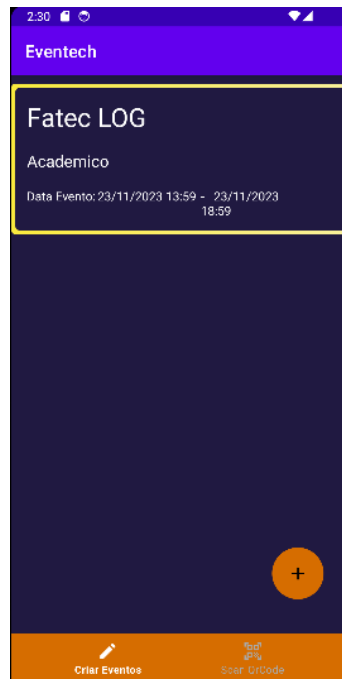 2:30
Eventech
Fatec LOG
Academico
Data Evento: 23/11/2023 13:59 - 23/11/2023
18:59
+
Criar Eventos
Scan QrCode